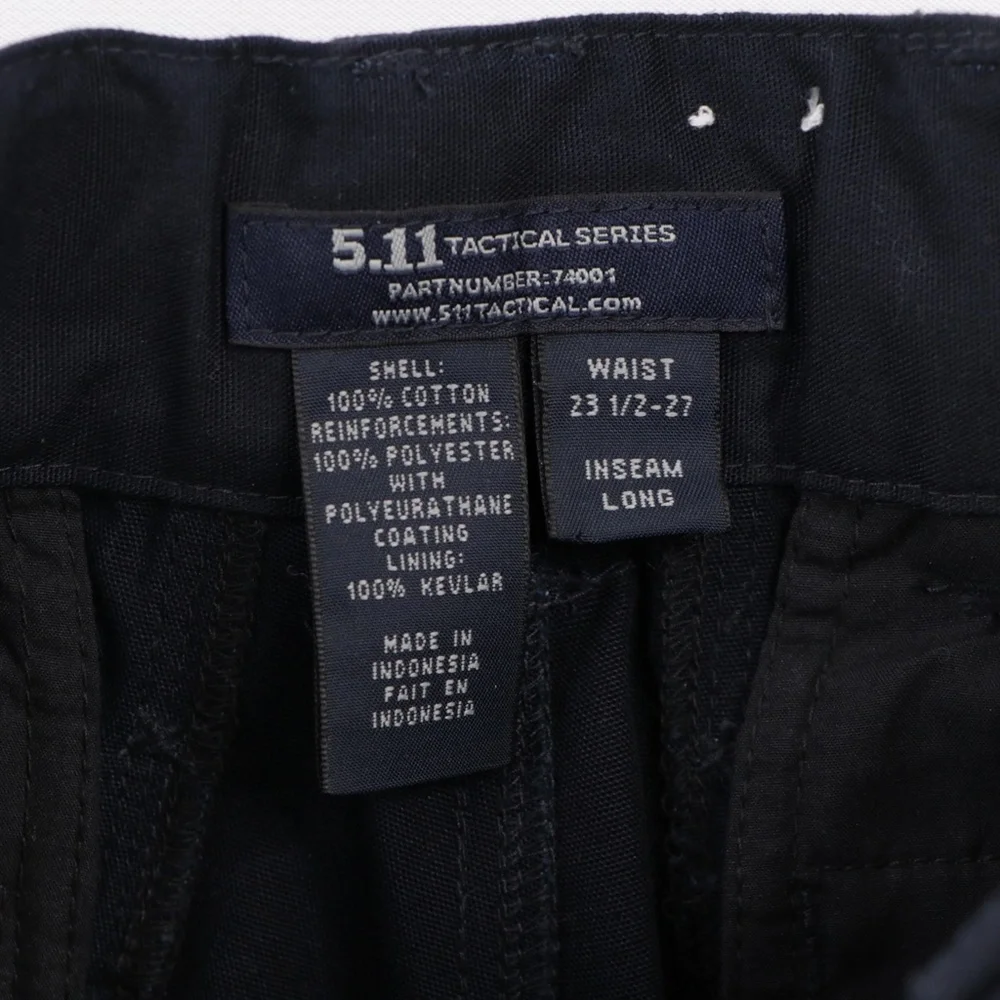 5.11 TACTICAL SERIES
PART NUMBER: 74001
WWW.511TACTICAL.COM
SHELL:
100% COTTON
REINFORCEMENTS:
100% POLYESTER
WITH
POLYEURATHANE
COATING
LINING:
100% KEVLAR
MADE IN
INDONESIA
FAIT EN
INDONESIA
WAIST
23 1/2-27
INSEAM
LONG